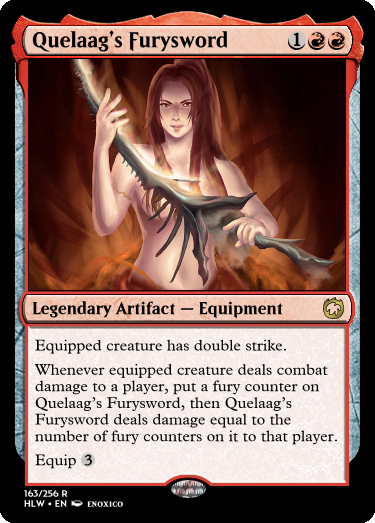 Quelaag's Furysword 1
Legendary Artifact — Equipment
Equipped creature has double strike.
Whenever equipped creature deals combat
damage to a player, put a fury counter on
Quelaag's Furysword, then Quelaag's
Furysword deals damage equal to the
number of fury counters on it to that player.
Equip 3
163/256 R
HLW • EN ENOXICO